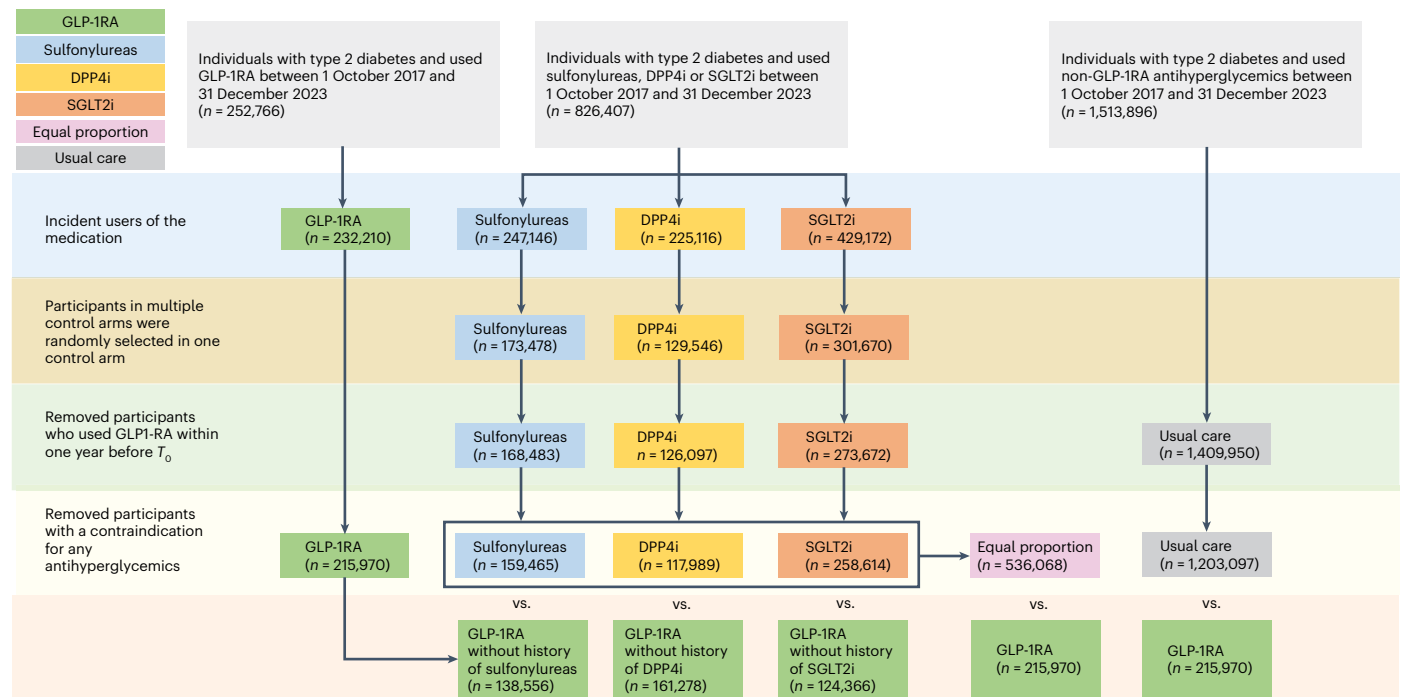 GLP-1RA
Sulfonylureas
DPP4i
SGLT2i
Equal proportion
Usual care
Individuals with type 2 diabetes and used
GLP-1RA between 1 October 2017 and
31 December 2023
(n = 252,766)
Individuals with type 2 diabetes and used
sulfonylureas, DPP4i or SGLT2i between
1 October 2017 and 31 December 2023
(n = 826,407)
Individuals with type 2 diabetes and used
non-GLP-1RA antihyperglycemics between
1 October 2017 and 31 December 2023
(n = 1,513,896)
Incident users of the
medication
GLP-1RA
(n = 232,210)
Sulfonylureas
(n = 247,146)
DPP4i
(n = 225,116)
SGLT2i
(n = 429,172)
Participants in multiple
control arms were
randomly selected in one
control arm
Sulfonylureas
(n = 173,478)
DPP4i
(n = 129,546)
SGLT2i
(n = 301,670)
Removed participants
who used GLP1-RA within
one year before T0
Sulfonylureas
(n = 168,483)
DPP4i
(n = 126,097)
SGLT2i
(n = 273,672)
Usual care
(n = 1,409,950)
Removed participants
with a contraindication
for any
antihyperglycemics
GLP-1RA
(n = 215,970)
Sulfonylureas
(n = 159,465)
DPP4i
(n = 117,989)
SGLT2i
(n = 258,614)
Equal proportion
(n = 536,068)
Usual care
(n = 1,203,097)
vs.
vs.
vs.
vs.
vs.
GLP-1RA
without history
of sulfonylureas
(n = 138,556)
GLP-1RA
without history
of DPP4i
(n = 161,278)
GLP-1RA
without history
of SGLT2i
(n = 124,366)
GLP-1RA
(n = 215,970)
GLP-1RA
(n = 215,970)